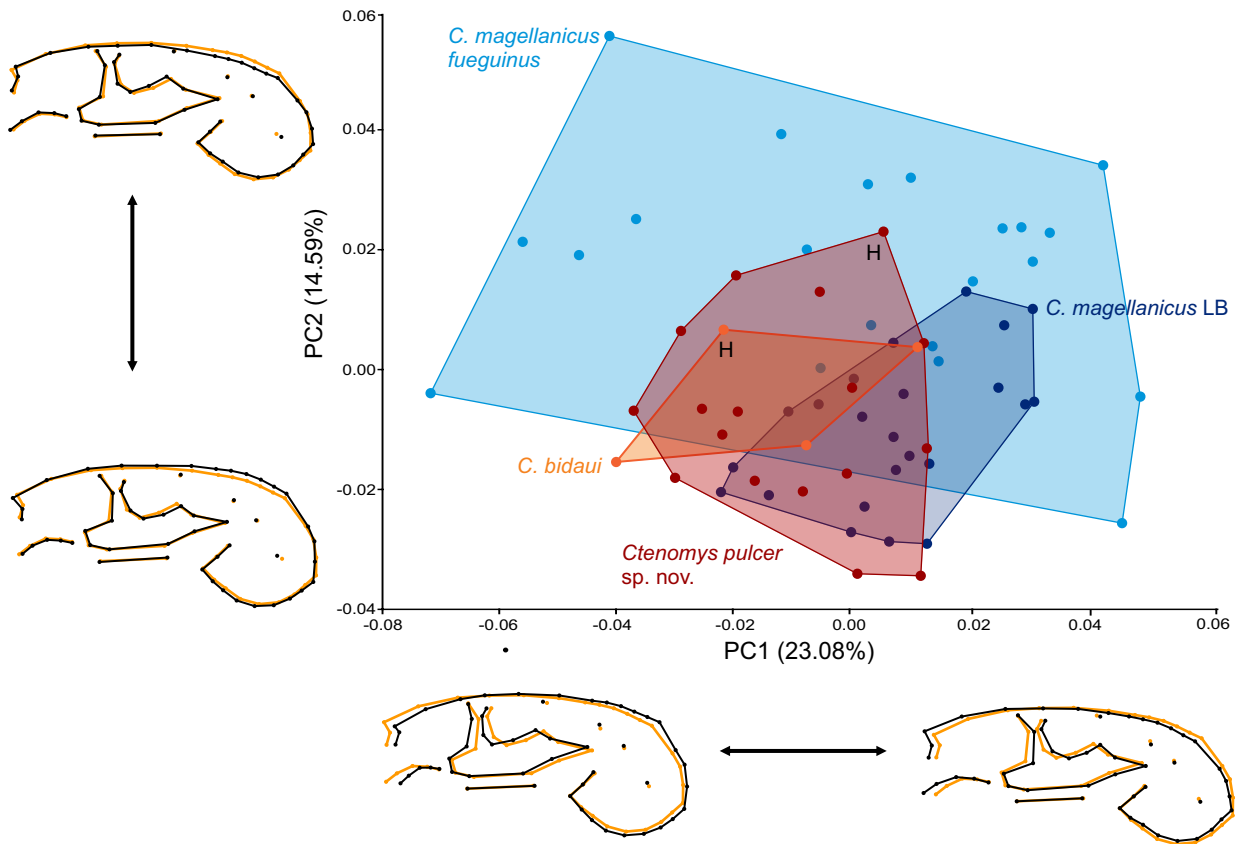 0.06
C. magellanicus
fueguinus
0.04
0.02
H
C. magellanicus LB
H
0.00
C. bidaui
-0.02
Ctenomys pulcer
sp. nov.
-0.04
PC2 (14.59%)
-0.08
-0.06
-0.04
-0.02
0.00
0.02
0.04
0.06
PC1 (23.08%)